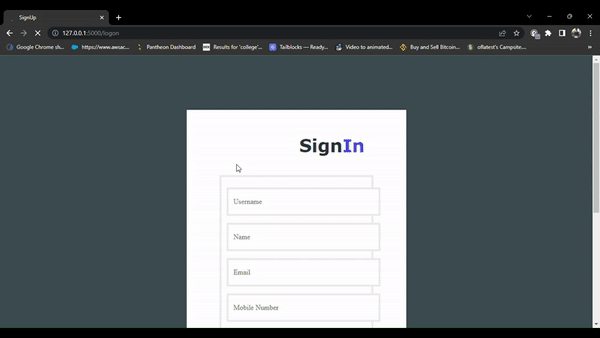 SignUp
127.0.0.1:5000/logon
Google Chrome sh... https://www.awsac... Pantheon Dashboard Results for 'college'... Tailblocks — Ready... Video to animated... Buy and Sell Bitcoin... oflatest's Campsite,...
SignIn
Username
Name
Email
Mobile Number